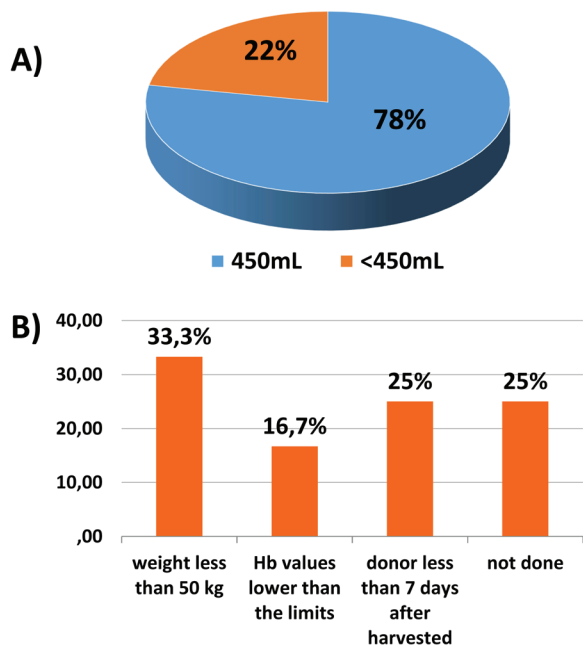 A)
22%
78%
450mL
<450mL
B)
40,00
30,00
20,00
10,00
,00
33,3%
16,7%
25%
25%
weight less
than 50 kg
Hb values
lower than
the limits
donor less
than 7 days
after
harvested
not done